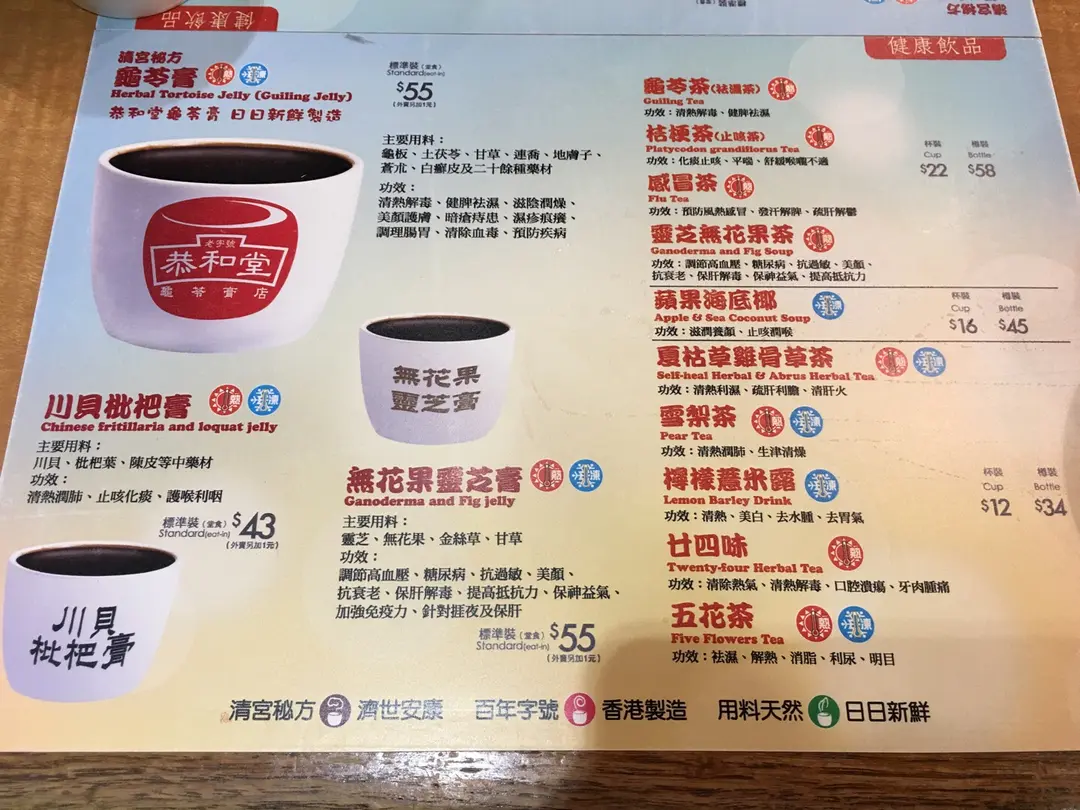 健康飲品
清宮秘方
龜苓膏 熱 凍
Herbal Tortoise Jelly (Guiling Jelly)
恭和堂龜苓膏 日日新鮮製造
標準裝 (堂食)
Standard(eat-in)
$55
(外賣另加1元)
主要用料：
龜板、土茯苓、甘草、連喬、地膚子、
蒼朮、白癬皮及二十餘種藥材
功效：
清熱解毒、健脾祛濕、滋陰潤燥、
美顏護膚、暗瘡痔患、濕疹痕癢、
調理腸胃、清除血毒、預防疾病
老字號
恭和堂
龜苓膏店
無花果
靈芝膏
川貝枇杷膏 熱 凍
Chinese fritillaria and loquat jelly
主要用料：
川貝、枇杷葉、陳皮等中藥材
功效：
清熱潤肺、止咳化痰、護喉利咽
標準裝 (堂食) $43
Standard(eat-in)
(外賣另加1元)
川貝
枇杷膏
無花果靈芝膏 熱 凍
Ganoderma and Fig jelly
主要用料：
靈芝、無花果、金絲草、甘草
功效：
調節高血壓、糖尿病、抗過敏、美顏、
抗衰老、保肝解毒、提高抵抗力、保神益氣、
加強免疫力、針對捱夜及保肝
標準裝 (堂食) $55
Standard(eat-in)
(外賣另加1元)
健康飲品
龜苓茶(祛濕茶) 熱
Guiling Tea
功效：清熱解毒、健脾祛濕
桔梗茶(止咳茶) 熱
Platycodon grandiflorus Tea
功效：化痰止咳、平喘、舒緩喉嚨不適
杯裝 樽裝
Cup Bottle
$22 $58
感冒茶 熱
Flu Tea
功效：預防風熱感冒、發汗解脾、疏肝解鬱
靈芝無花果茶 熱
Ganoderma and Fig Soup
功效：調節高血壓、糖尿病、抗過敏、美顏、
抗衰老、保肝解毒、保神益氣、提高抵抗力
蘋果海底椰 凍
Apple & Sea Coconut Soup
功效：滋潤養顏、止咳潤喉
杯裝 樽裝
Cup Bottle
$16 $45
夏枯草雞骨草茶 熱 凍
Self-heal Herbal & Abrus Herbal Tea
功效：清熱利濕、疏肝利膽、清肝火
雪梨茶 熱 凍
Pear Tea
功效：清熱潤肺、生津清燥
檸檬薏米露 凍
Lemon Barley Drink
功效：清熱、美白、去水腫、去胃氣
杯裝 樽裝
Cup Bottle
$12 $34
廿四味 熱
Twenty-four Herbal Tea
功效：清除熱氣、清熱解毒、口腔潰瘍、牙肉腫痛
五花茶 熱 凍
Five Flowers Tea
功效：祛濕、解熱、消脂、利尿、明目
清宮秘方 濟世安康 百年字號 香港製造 用料天然 日日新鮮